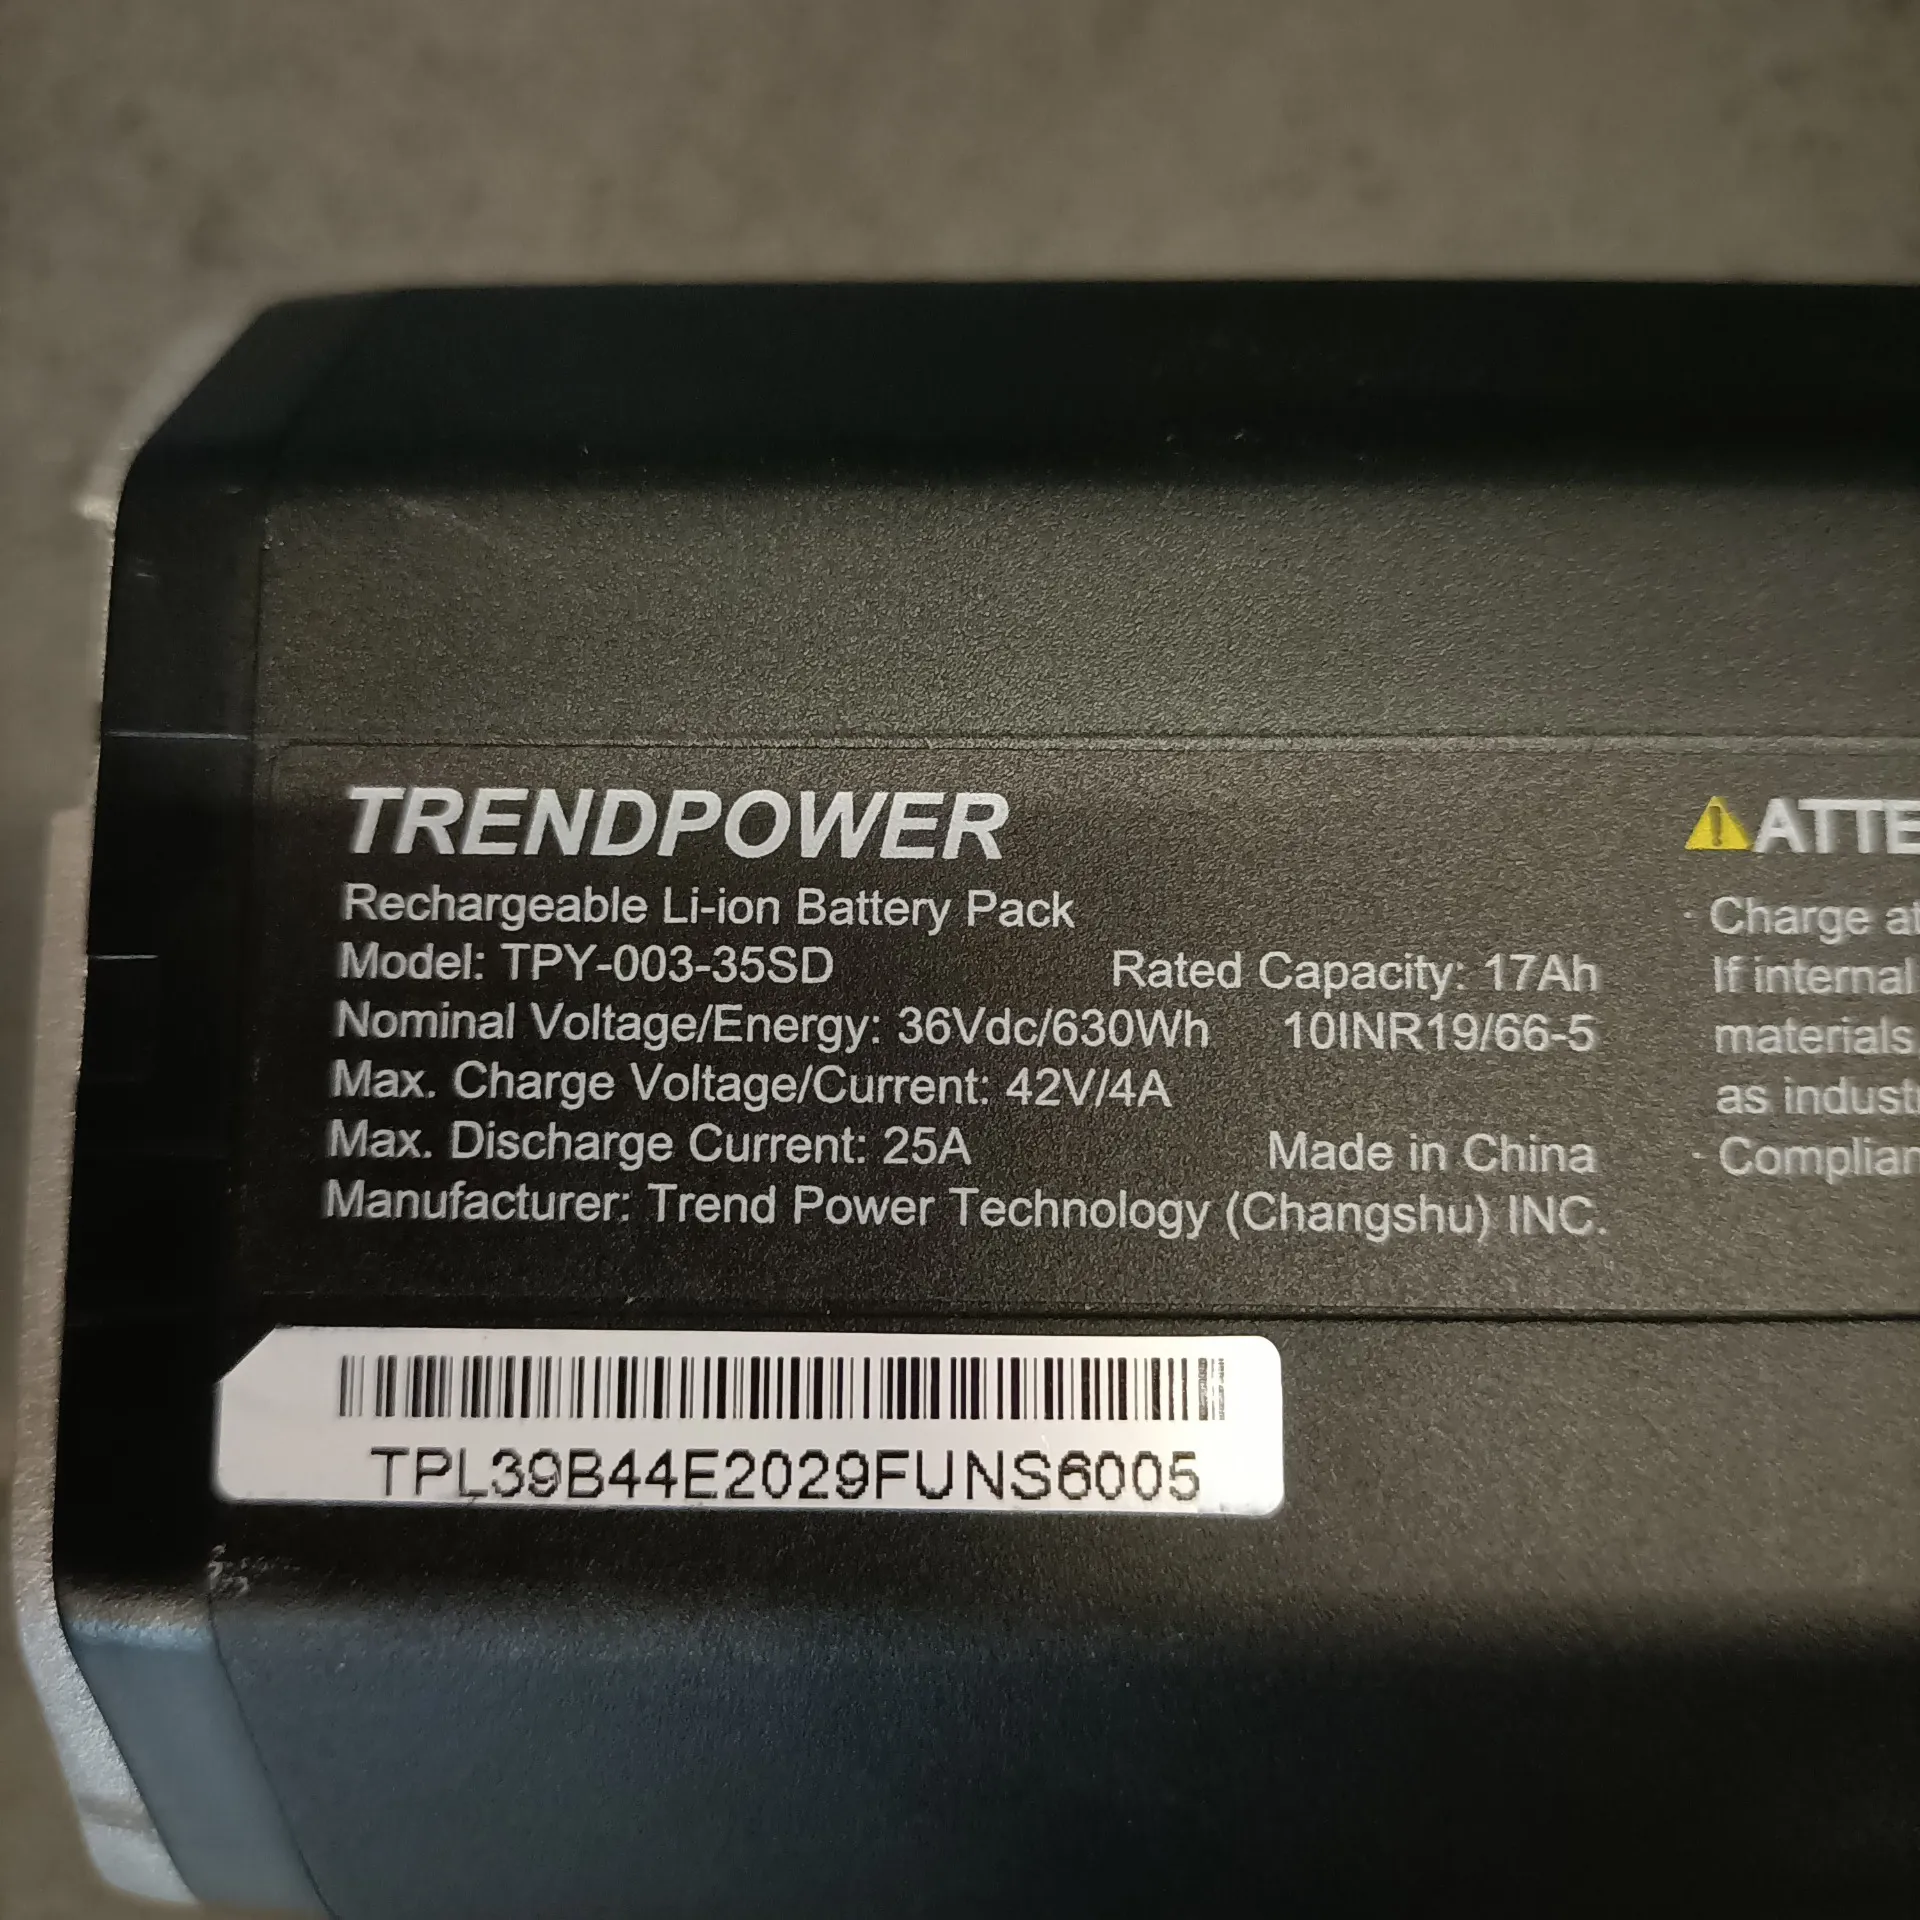 TRENDPOWER
Rechargeable Li-ion Battery Pack
Model: TPY-003-35SD Rated Capacity: 17Ah
Nominal Voltage/Energy: 36Vdc/630Wh 10INR19/66-5
Max. Charge Voltage/Current: 42V/4A
Max. Discharge Current: 25A Made in China
Manufacturer: Trend Power Technology (Changshu) INC.
TPL39B44E2029FUNS6005
ATTE
Charge at
If internal
materials.
as indust
Complian